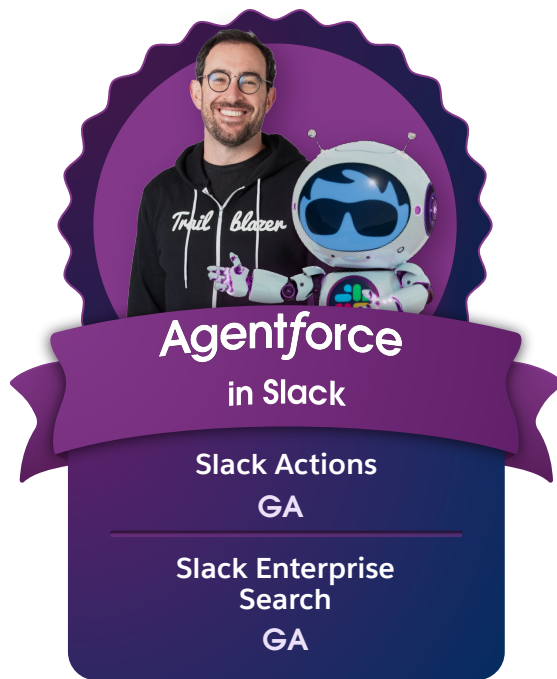 Trail blazer
Agentforce
in Slack
Slack Actions
GA
Slack Enterprise
Search
GA